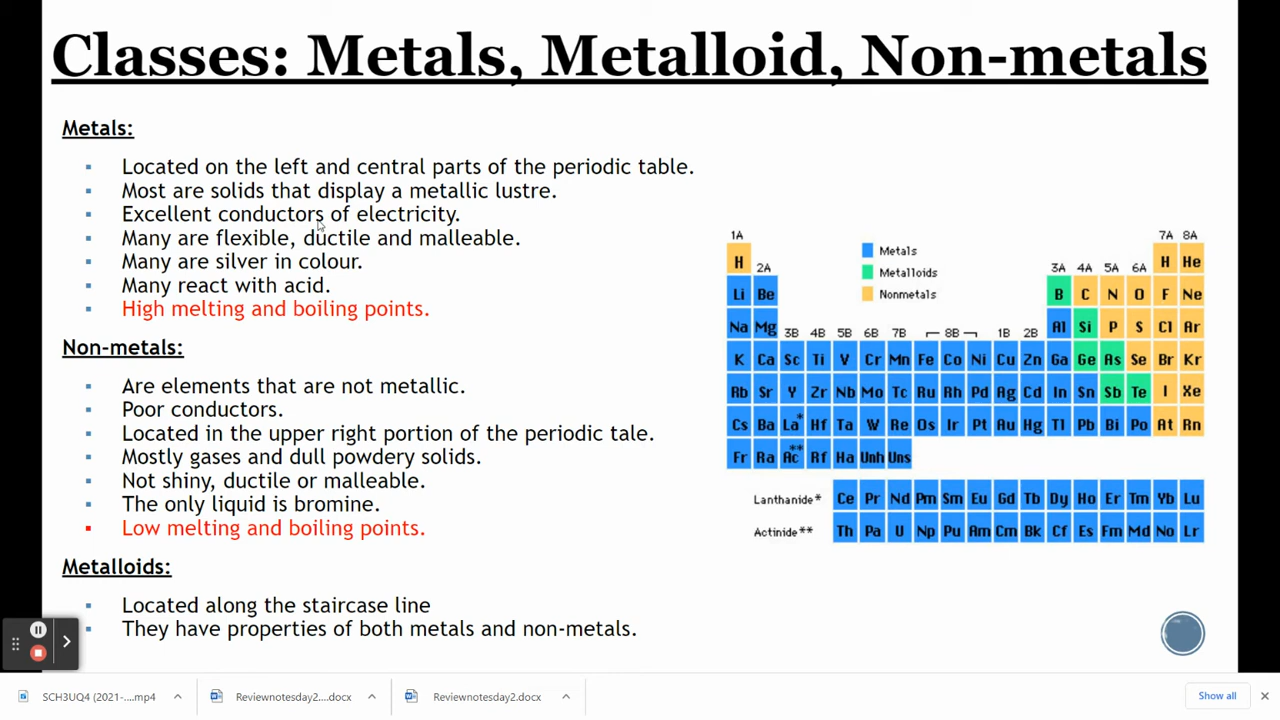 Classes: Metals, Metalloid, Non-metals
Metals:
Located on the left and central parts of the periodic table.
Most are solids that display a metallic lustre.
Excellent conductors of electricity.
Many are flexible, ductile and malleable.
Many are silver in colour.
Many react with acid.
High melting and boiling points.
Non-metals:
Are elements that are not metallic.
Poor conductors.
Located in the upper right portion of the periodic tale.
Mostly gases and dull powdery solids.
Not shiny, ductile or malleable.
The only liquid is bromine.
Low melting and boiling points.
Metalloids:
Located along the staircase line
They have properties of both metals and non-metals.
1A 7A 8A
Metals
Metalloids
Nonmetals
H H He
2A 3A 4A 5A 6A
Li Be B C N O F Ne
Na Mg Al Si P S Cl Ar
3B 4B 5B 6B 7B 8B 1B 2B
K Ca Sc Ti V Cr Mn Fe Co Ni Cu Zn Ga Ge As Se Br Kr
Rb Sr Y Zr Nb Mo Tc Ru Rh Pd Ag Cd In Sn Sb Te I Xe
Cs Ba La* Hf Ta W Re Os Ir Pt Au Hg Tl Pb Bi Po At Rn
Fr Ra Ac** Rf Ha Unh Uns
Lanthanide* Ce Pr Nd Pm Sm Eu Gd Tb Dy Ho Er Tm Yb Lu
Actinide** Th Pa U Np Pu Am Cm Bk Cf Es Fm Md No Lr
SCH3UQ4 (2021-....mp4 Reviewnotesday2....docx Reviewnotesday2.docx Show all